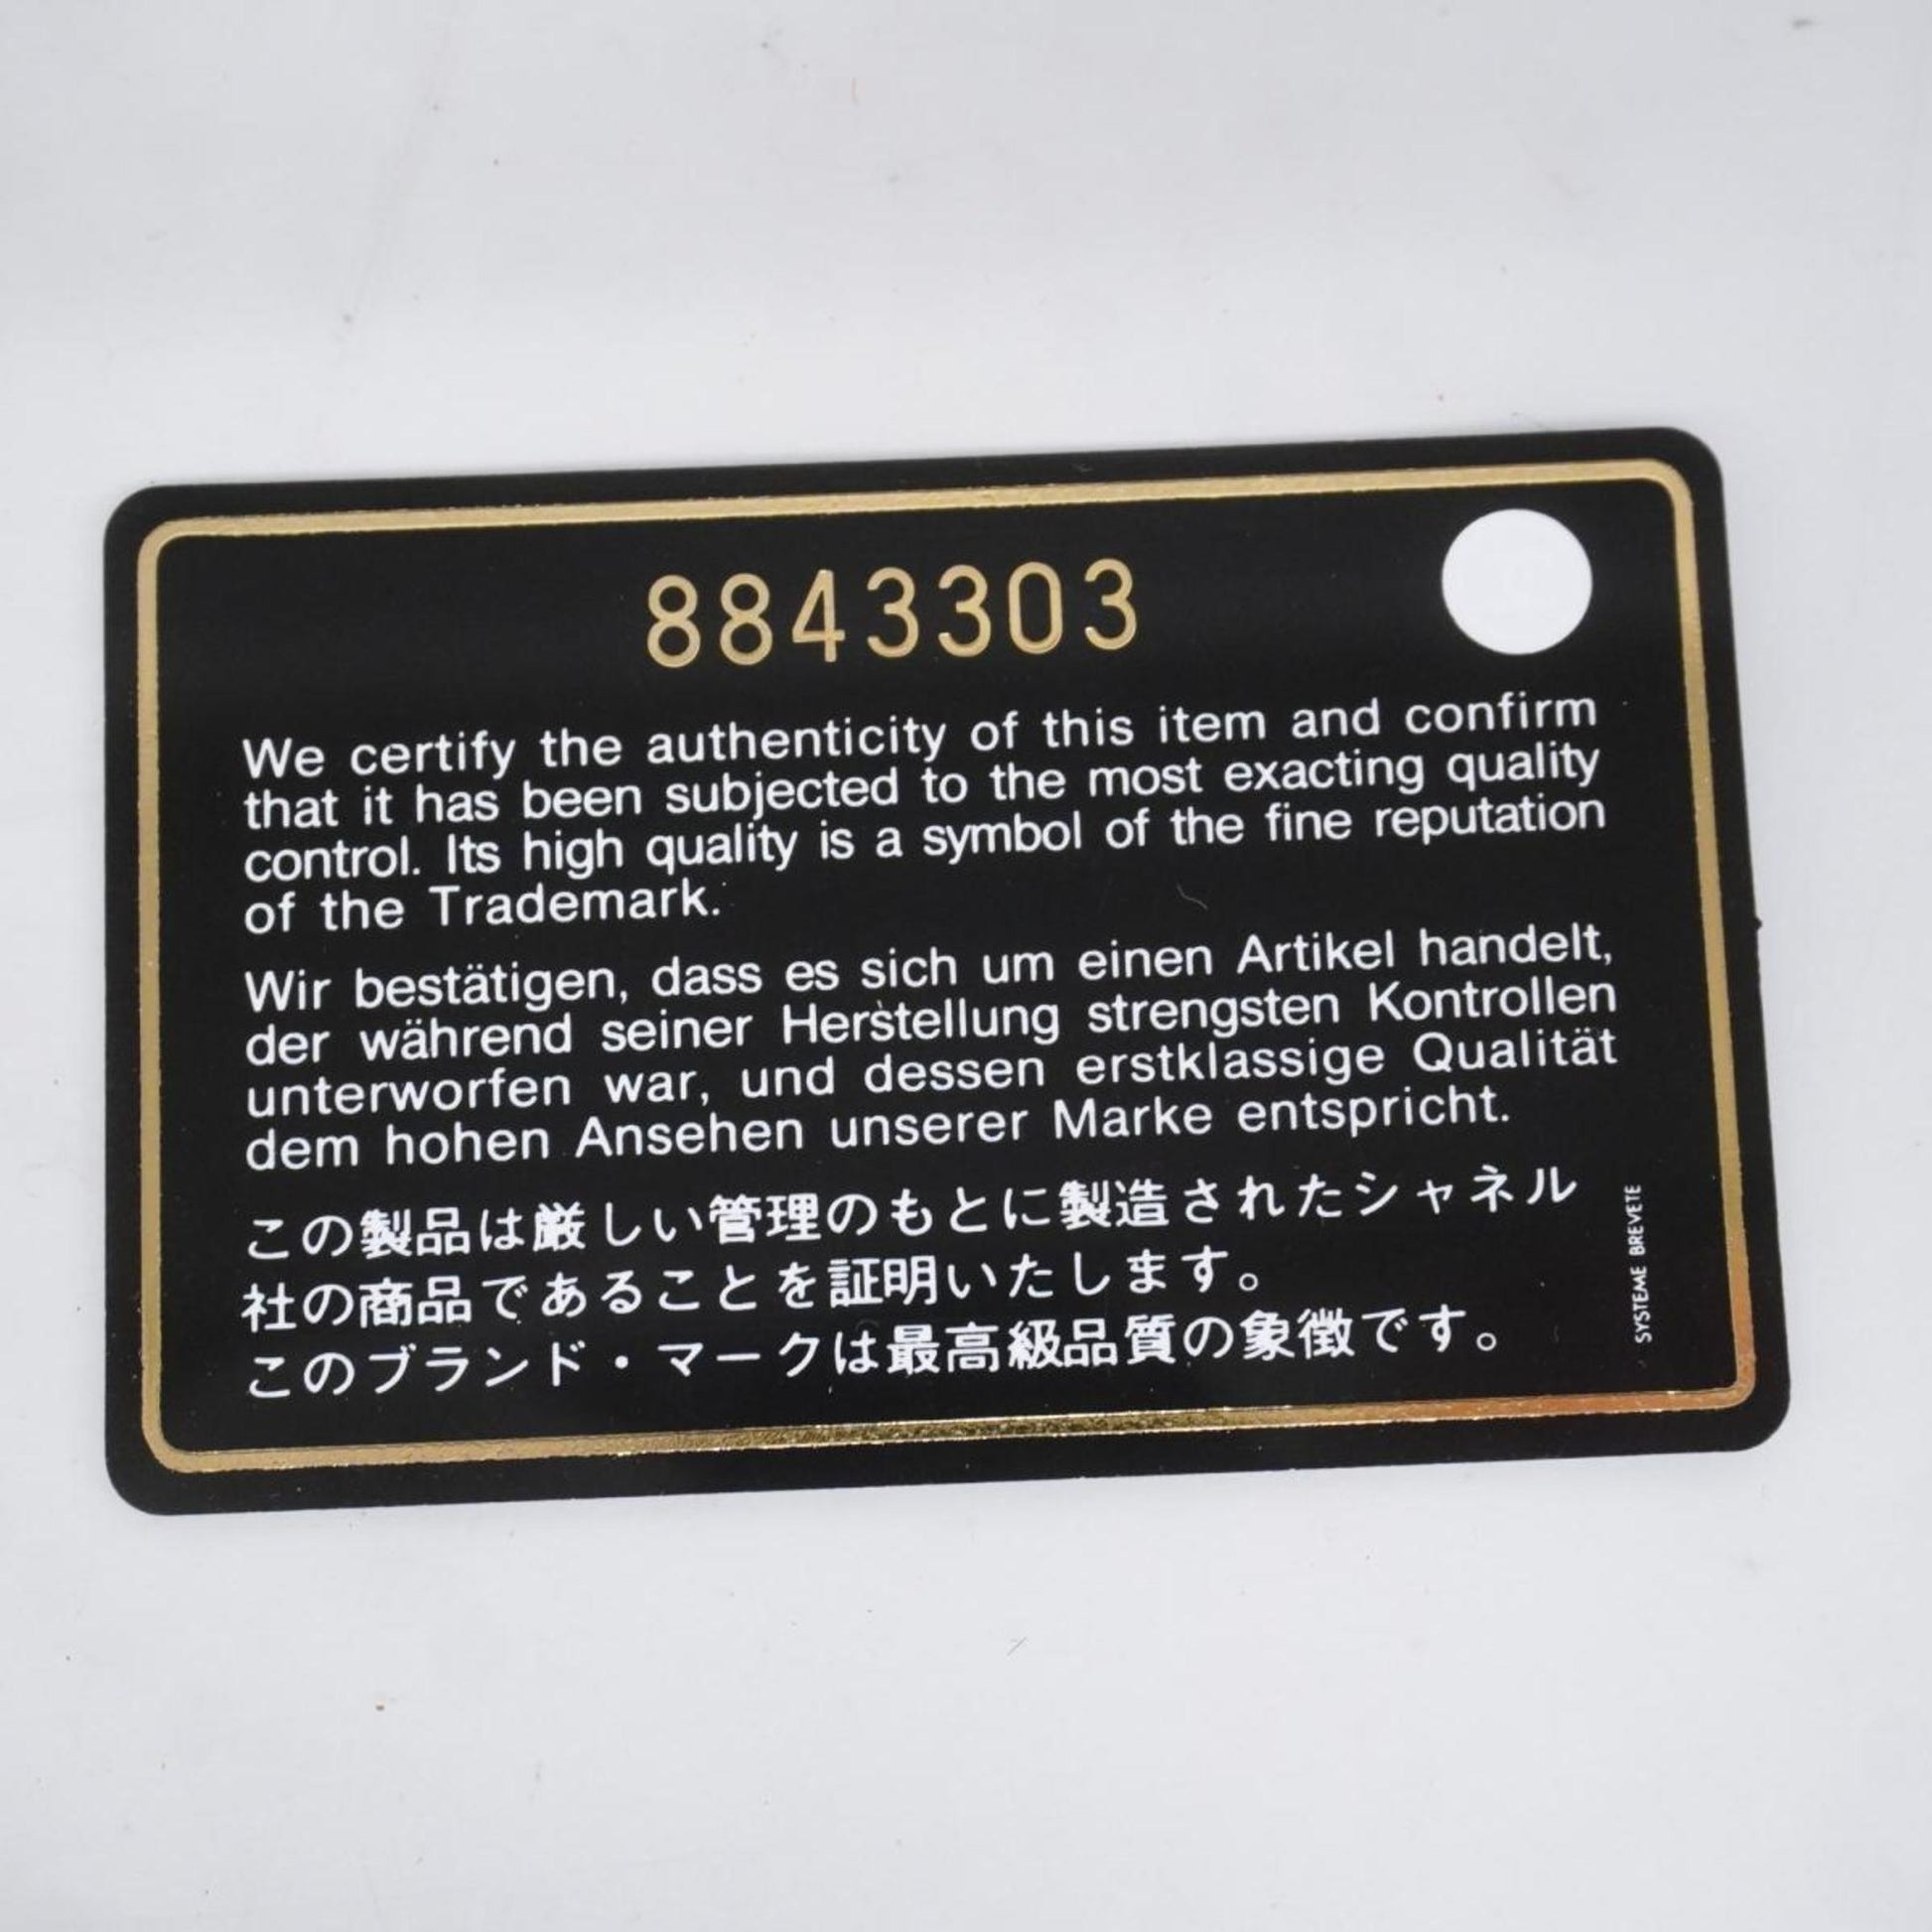 8843303
We certify the authenticity of this item and confirm
that it has been subjected to the most exacting quality
control. Its high quality is a symbol of the fine reputation
of the Trademark.
Wir bestätigen, dass es sich um einen Artikel handelt,
der während seiner Herstellung strengsten Kontrollen
unterworfen war, und dessen erstklassige Qualität
dem hohen Ansehen unserer Marke entspricht.
この製品は厳しい管理のもとに製造されたシャネル
社の商品であることを証明いたします。
このブランド・マークは最高級品質の象徴です。
SYSTEME BREVETE